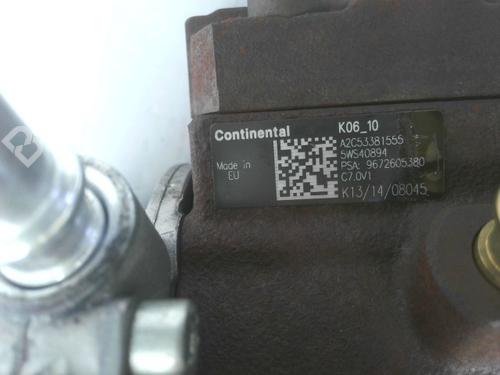 Continental K06_10
A2C53381555
5WS40894
Made in EU
PSA: 9672605380
C7.0V1
K13/14/08045